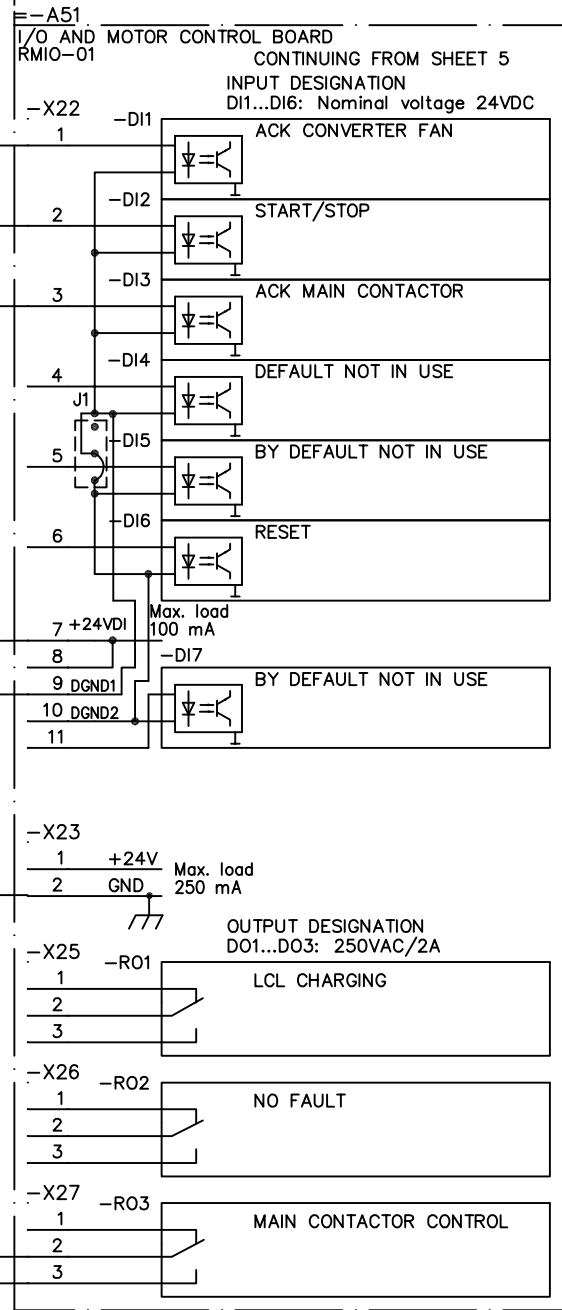 =-A51
I/O AND MOTOR CONTROL BOARD
RMIO-01
CONTINUING FROM SHEET 5
INPUT DESIGNATION
DI1...DI6: Nominal voltage 24VDC
-X22
-DI1
1
ACK CONVERTER FAN
-DI2
2
START/STOP
-DI3
3
ACK MAIN CONTACTOR
-DI4
4
DEFAULT NOT IN USE
J1
-DI5
5
BY DEFAULT NOT IN USE
-DI6
6
RESET
Max. load
100 mA
7 +24VDI
8
-DI7
9 DGND1
BY DEFAULT NOT IN USE
10 DGND2
11
-X23
1 +24V
Max. load
2 GND
250 mA
OUTPUT DESIGNATION
DO1...DO3: 250VAC/2A
-X25
-RO1
1
LCL CHARGING
2
3
-X26
-RO2
1
NO FAULT
2
3
-X27
-RO3
1
MAIN CONTACTOR CONTROL
2
3